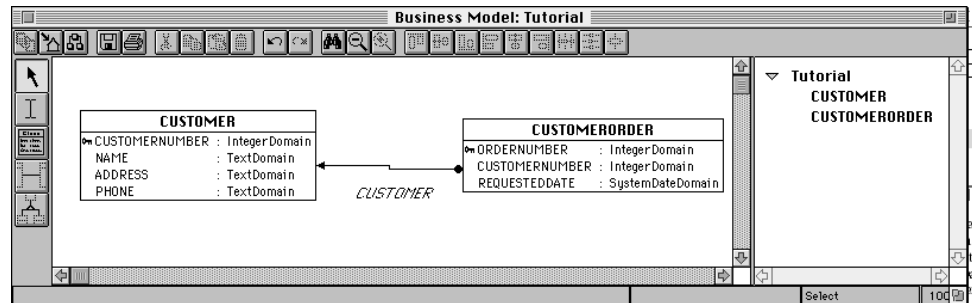 Business Model: Tutorial
Tutorial
CUSTOMER
CUSTOMERORDER
CUSTOMER
CUSTOMERNUMBER : IntegerDomain
NAME : TextDomain
ADDRESS : TextDomain
PHONE : TextDomain
CUSTOMER
CUSTOMERORDER
ORDERNUMBER : IntegerDomain
CUSTOMERNUMBER : IntegerDomain
REQUESTEDDATE : SystemDateDomain
Select
100